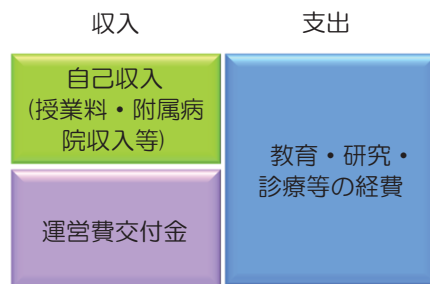 収入
支出
自己収入
(授業料・附属病
院収入等)
運営費交付金
教育・研究・
診療等の経費